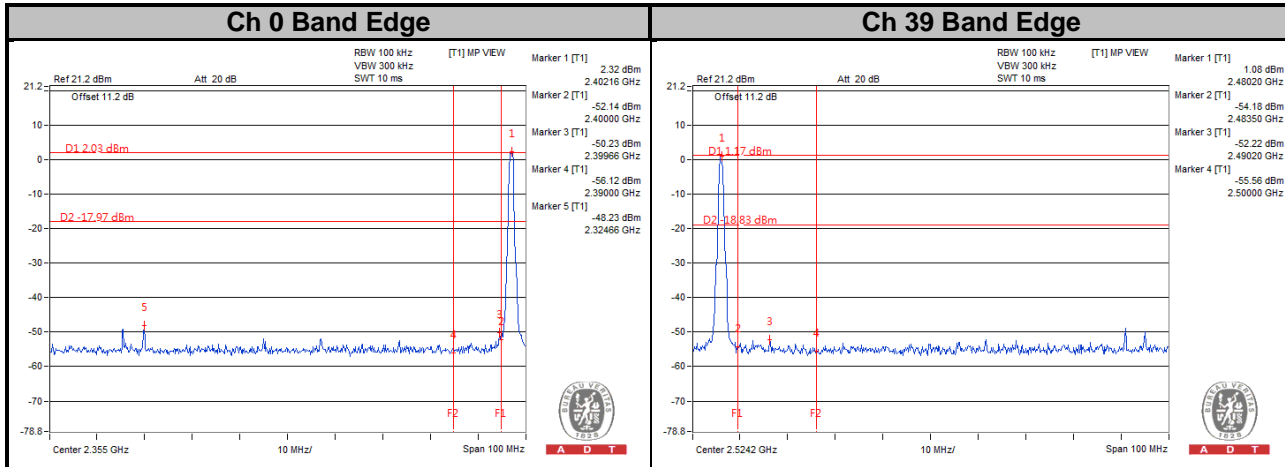 Ch 0 Band Edge
RBW 100 kHz
[T1] MP VIEW
VBW 300 kHz
Ref 21.2 dBm
Att 20 dB
SWT 10 ms
21.2
Offset 11.2 dB
10
D1 2.03 dBm
0
-10
D2 -17.97 dBm
-20
-30
-40
-50
-60
-70
-78.8
1
5
4
3
2
F2
F1
Center 2.355 GHz
10 MHz/
Span 100 MHz
Marker 1 [T1]
2.32 dBm
2.40216 GHz
Marker 2 [T1]
-52.14 dBm
2.40000 GHz
Marker 3 [T1]
-50.23 dBm
2.39966 GHz
Marker 4 [T1]
-56.12 dBm
2.39000 GHz
Marker 5 [T1]
-48.23 dBm
2.32466 GHz
BUREAU VERITAS
1828
A D T
Ch 39 Band Edge
RBW 100 kHz
[T1] MP VIEW
VBW 300 kHz
Ref 21.2 dBm
Att 20 dB
SWT 10 ms
21.2
Offset 11.2 dB
10
D1 1.17 dBm
0
-10
D2 -18.83 dBm
-20
-30
-40
-50
-60
-70
-78.8
1
2
3
4
F1
F2
Center 2.5242 GHz
10 MHz/
Span 100 MHz
Marker 1 [T1]
1.08 dBm
2.48020 GHz
Marker 2 [T1]
-54.18 dBm
2.48350 GHz
Marker 3 [T1]
-52.22 dBm
2.49020 GHz
Marker 4 [T1]
-55.56 dBm
2.50000 GHz
BUREAU VERITAS
1828
A D T